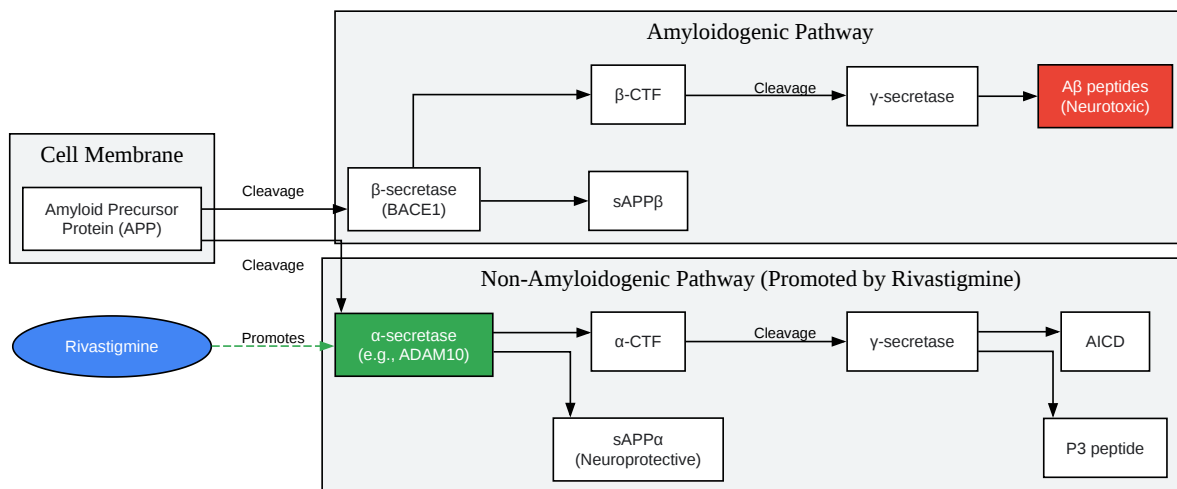 Amyloidogenic Pathway
β-CTF
Cleavage
γ-secretase
Aβ peptides
(Neurotoxic)
Cell Membrane
Amyloid Precursor
Protein (APP)
Cleavage
β-secretase
(BACE1)
sAPPβ
Cleavage
Non-Amyloidogenic Pathway (Promoted by Rivastigmine)
Rivastigmine
Promotes
α-secretase
(e.g., ADAM10)
α-CTF
Cleavage
γ-secretase
AICD
sAPPα
(Neuroprotective)
P3 peptide